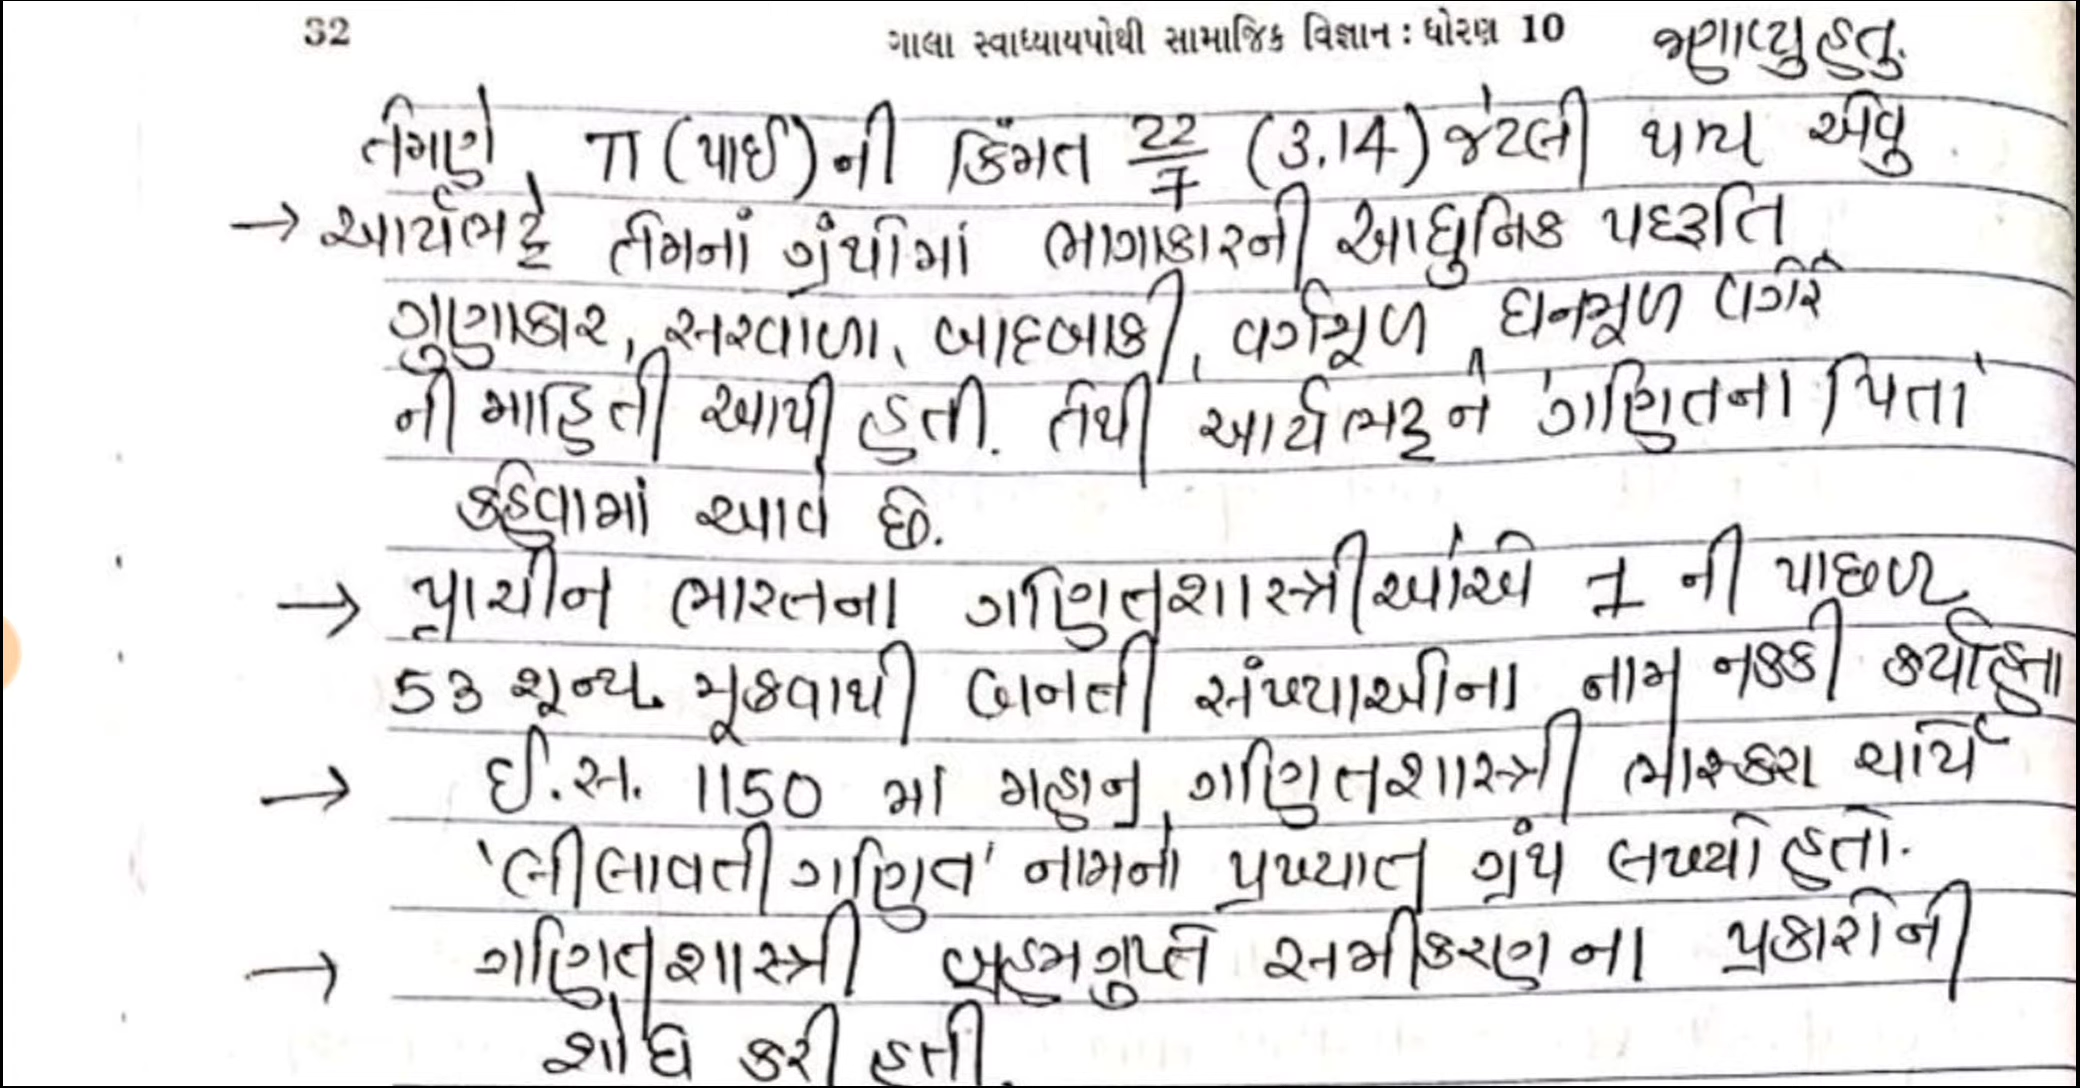 32 ગાલા સ્વાધ્યાયપોથી સામાજિક વિજ્ઞાન : ધોરણ 10 જણાવ્યુ હતુ.
તેમણે π (પાઈ) ની કિંમત 22/7 (3.14) જેટલી થાય એવુ
→ આર્યભટ્ટે તેમનાં ગ્રંથોમાં ભાગાકારની આધુનિક પદ્ધતિ
ગુણાકાર, સરવાળા, બાદબાકી, વર્ગમૂળ, ઘનમૂળ વગેરે
ની માહિતી આપી હતી. તેથી આર્યભટ્ટને 'ગણિતના પિતા'
કહેવામાં આવે છે.
→ પ્રાચીન ભારતના ગણિતશાસ્ત્રીઓએ 1 ની પાછળ
53 શૂન્ય મૂકવાથી બનતી સંખ્યાઓના નામ નક્કી કર્યા હતા
→ ઈ.સ. 1150 મા મહાન ગણિતશાસ્ત્રી ભાસ્કરા ચાર્યે
'લીલાવતી ગણિત' નામનો પ્રખ્યાત ગ્રંથ લખ્યો હતો.
→ ગણિતશાસ્ત્રી બ્રહ્મગુપ્તે સમીકરણ ના પ્રકારોની
શોધ કરી હતી.